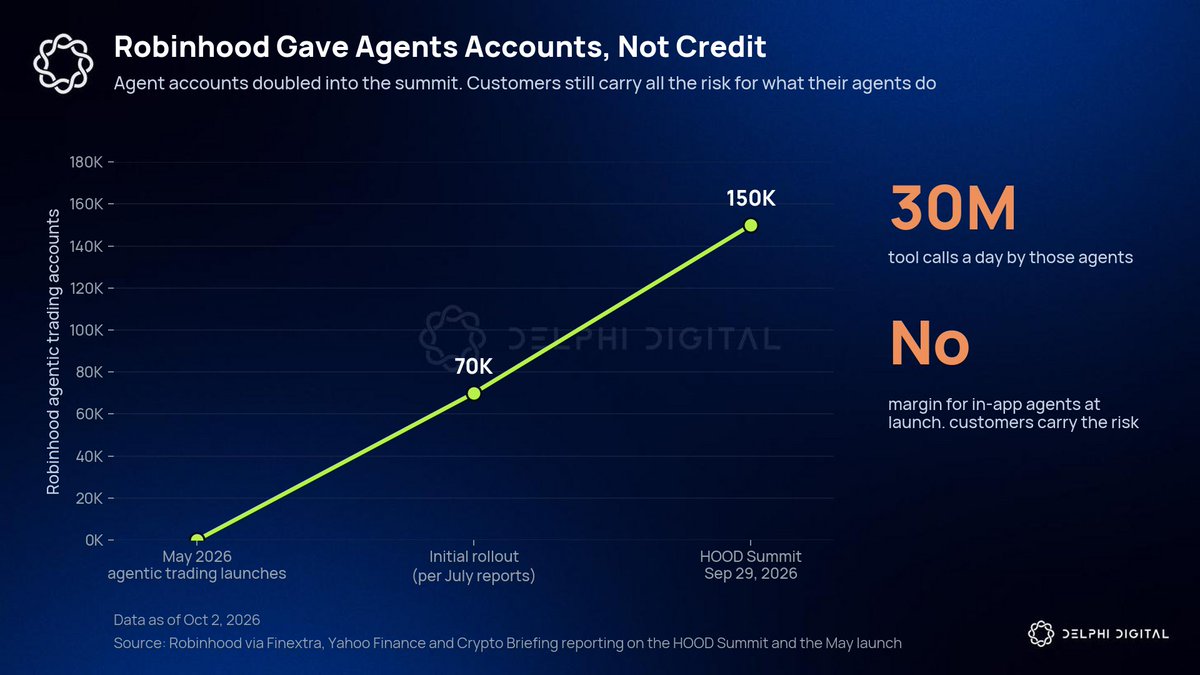 Robinhood Gave Agents Accounts, Not Credit
Agent accounts doubled into the summit. Customers still carry all the risk for what their agents do
Robinhood agentic trading accounts
180K
160K
140K
120K
100K
80K
60K
40K
20K
0K
150K
70K
DELPHI DIGITAL
May 2026
agentic trading launches
Initial rollout
(per July reports)
HOOD Summit
Sep 29, 2026
30M
tool calls a day by those agents
No
margin for in-app agents at
launch. customers carry the risk
Data as of Oct 2, 2026
Source: Robinhood via Finextra, Yahoo Finance and Crypto Briefing reporting on the HOOD Summit and the May launch
DELPHI DIGITAL